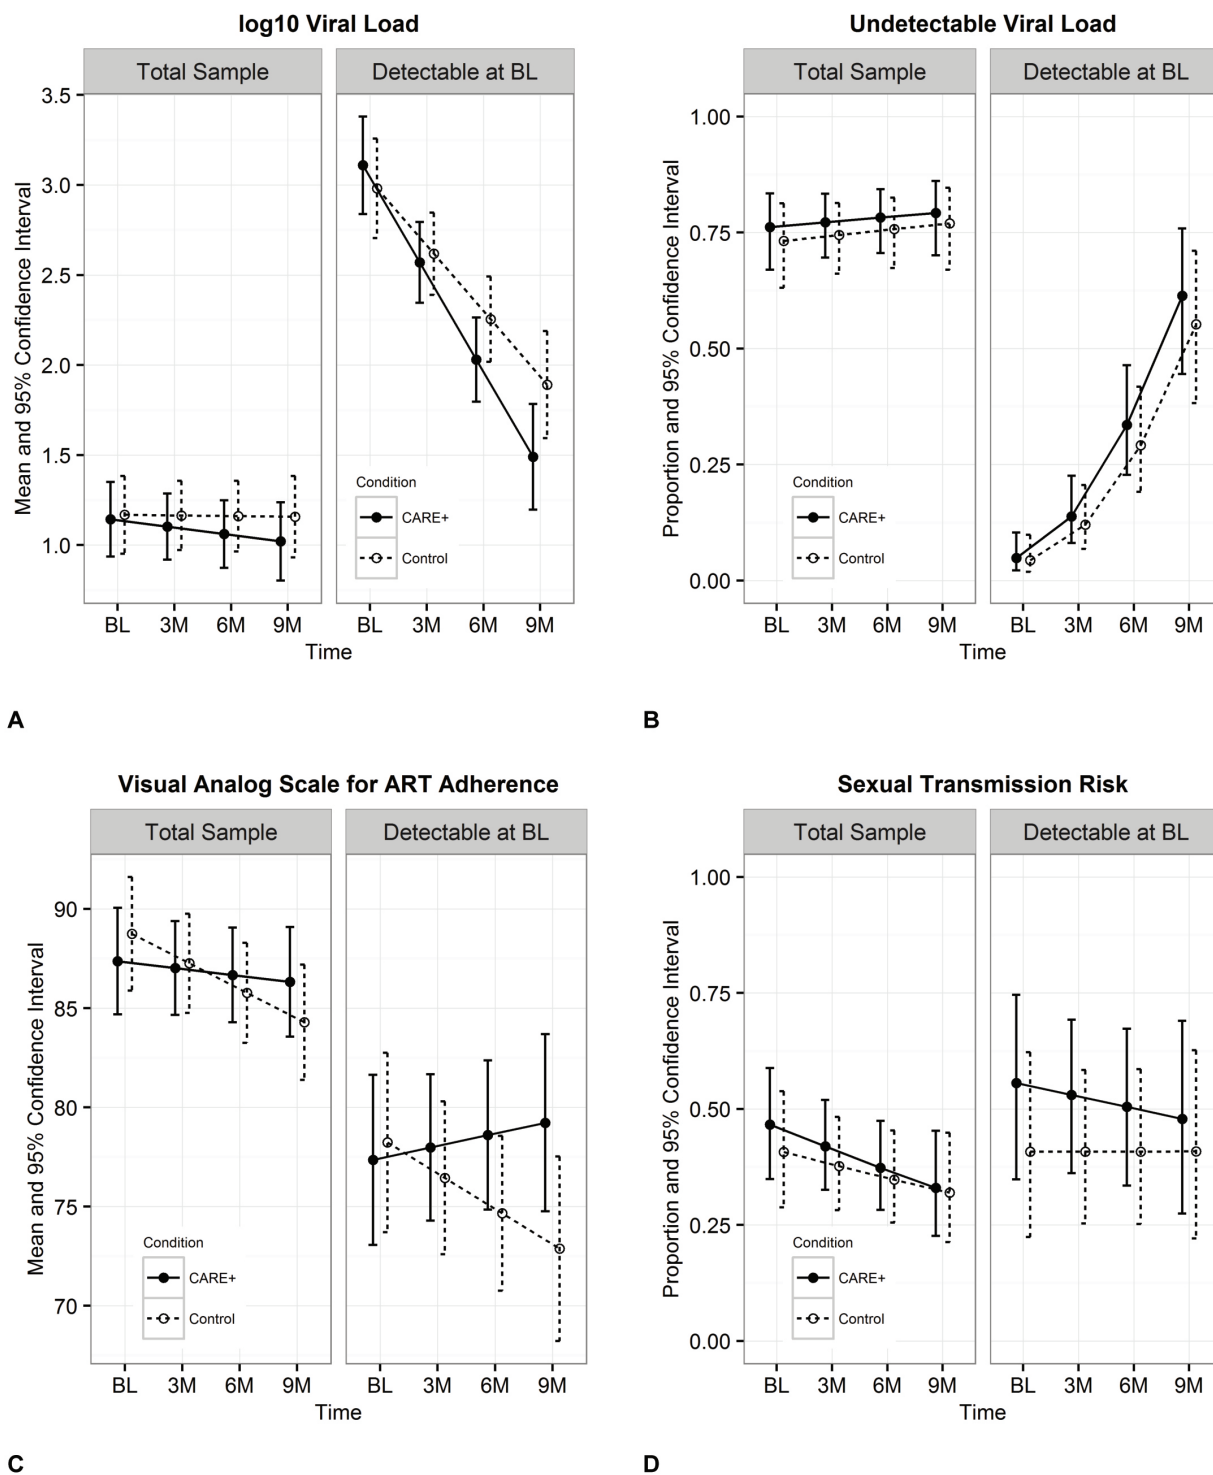 log10 Viral Load
Total Sample
Detectable at BL
Mean and 95% Confidence Interval
3.5
3.0
2.5
2.0
1.5
1.0
Condition
CARE+
Control
BL 3M 6M 9M
BL 3M 6M 9M
Time
A
Undetectable Viral Load
Total Sample
Detectable at BL
Proportion and 95% Confidence Interval
1.00
0.75
0.50
0.25
0.00
Condition
CARE+
Control
BL 3M 6M 9M
BL 3M 6M 9M
Time
B
Visual Analog Scale for ART Adherence
Total Sample
Detectable at BL
Mean and 95% Confidence Interval
90
85
80
75
70
Condition
CARE+
Control
BL 3M 6M 9M
BL 3M 6M 9M
Time
C
Sexual Transmission Risk
Total Sample
Detectable at BL
Proportion and 95% Confidence Interval
1.00
0.75
0.50
0.25
0.00
Condition
CARE+
Control
BL 3M 6M 9M
BL 3M 6M 9M
Time
D